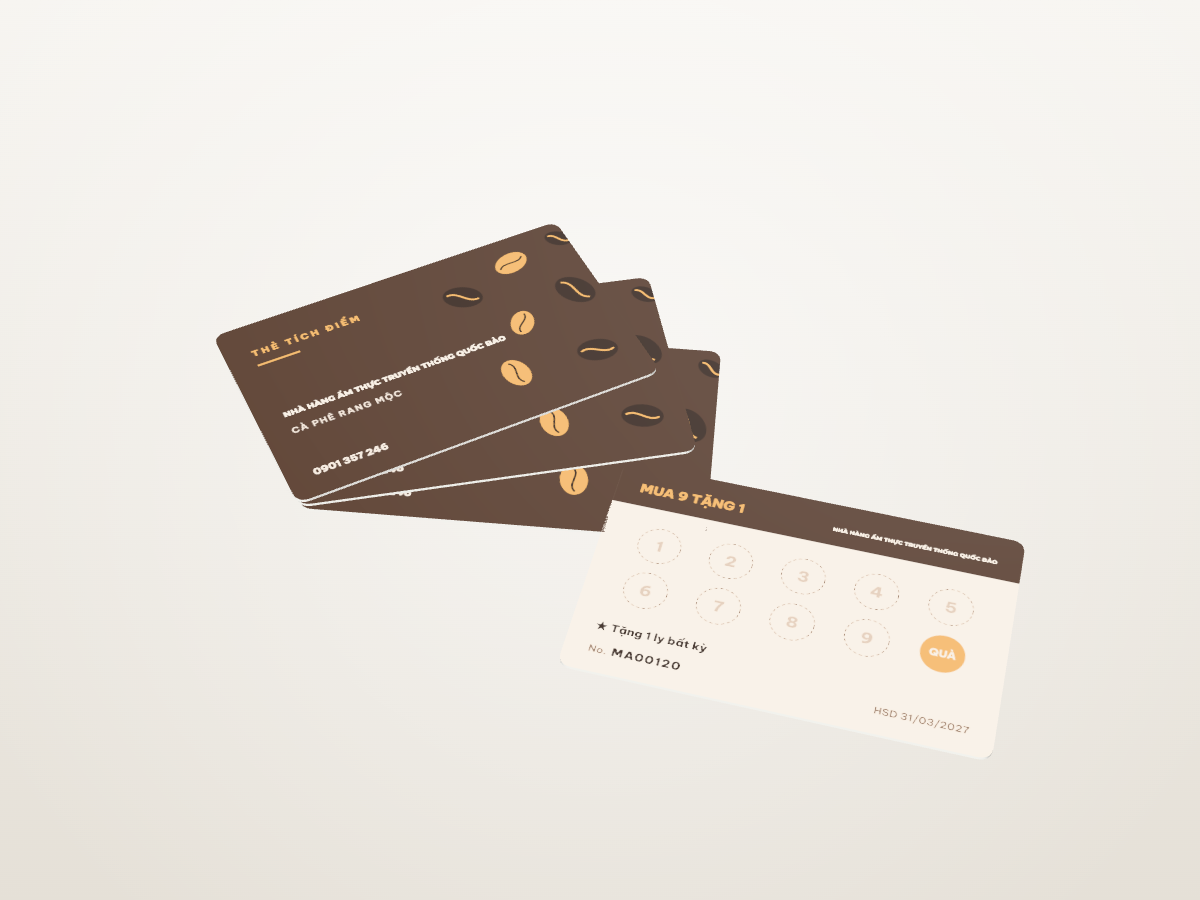 THẺ TÍCH ĐIỂM
NHÀ HÀNG ẨM THỰC TRUYỀN THỐNG QUỐC BẢO
CÀ PHÊ RANG MỘC
0901 357 246
MUA 9 TẶNG 1
NHÀ HÀNG ẨM THỰC TRUYỀN THỐNG QUỐC BẢO
1 2 3 4 5
6 7 8 9 QUÀ
★ Tặng 1 ly bất kỳ
No. MA00120
HSD 31/03/2027